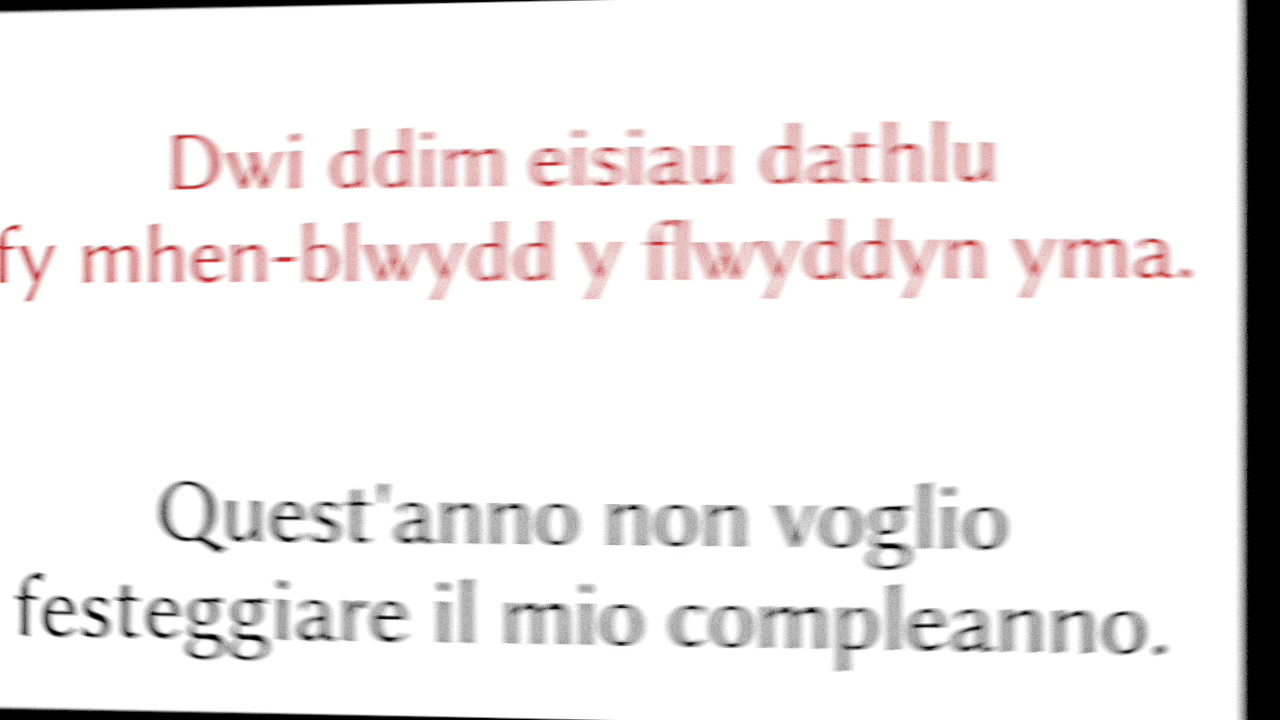 Dwi ddim eisiau dathlu
fy mhen-blwydd y flwyddyn yma.
Quest'anno non voglio
festeggiare il mio compleanno.